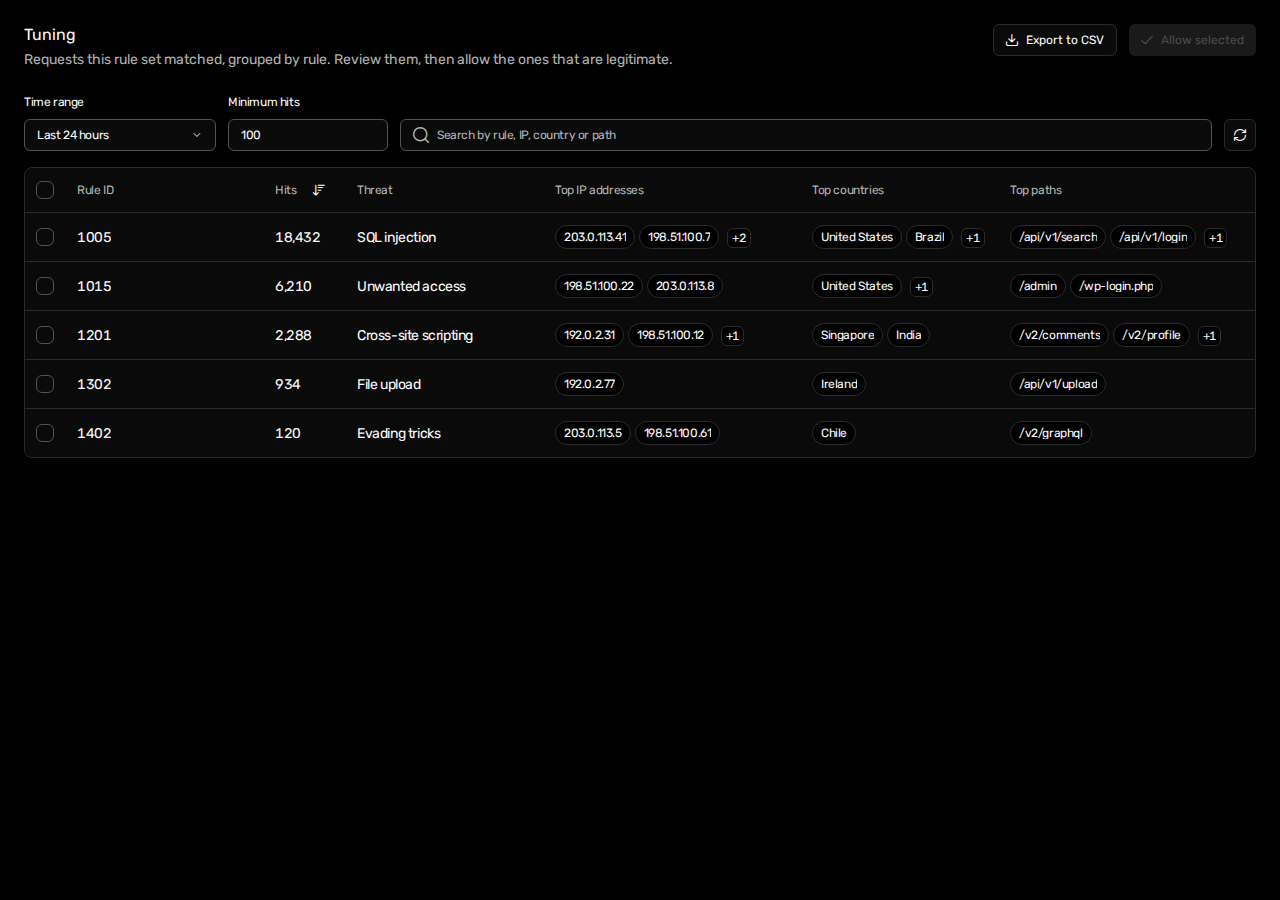 Tuning
Requests this rule set matched, grouped by rule. Review them, then allow the ones that are legitimate.
Export to CSV
Allow selected
Time range
Minimum hits
Last 24 hours
100
Search by rule, IP, country or path
Rule ID Hits Threat Top IP addresses Top countries Top paths
1005 18,432 SQL injection 203.0.113.41 198.51.100.7 +2 United States Brazil +1 /api/v1/search /api/v1/login +1
1015 6,210 Unwanted access 198.51.100.22 203.0.113.8 United States +1 /admin /wp-login.php
1201 2,288 Cross-site scripting 192.0.2.31 198.51.100.12 +1 Singapore India /v2/comments /v2/profile +1
1302 934 File upload 192.0.2.77 Ireland /api/v1/upload
1402 120 Evading tricks 203.0.113.5 198.51.100.61 Chile /v2/graphql